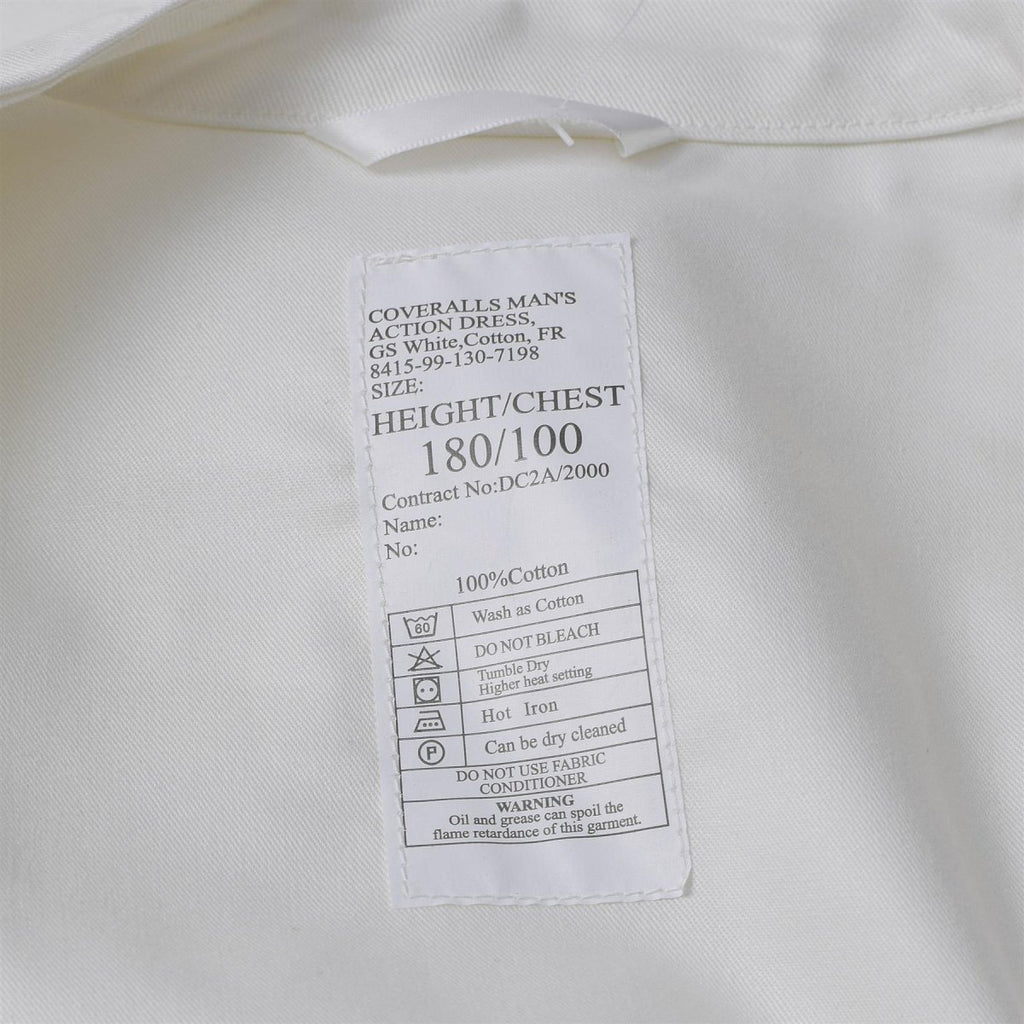 COVERALLS MAN'S
ACTION DRESS,
GS White,Cotton, FR
8415-99-130-7198
SIZE:
HEIGHT/CHEST
180/100
Contract No:DC2A/2000
Name:
No:
100%Cotton
60 Wash as Cotton
DO NOT BLEACH
Tumble Dry
Higher heat setting
Hot Iron
P Can be dry cleaned
DO NOT USE FABRIC
CONDITIONER
WARNING
Oil and grease can spoil the
flame retardance of this garment.